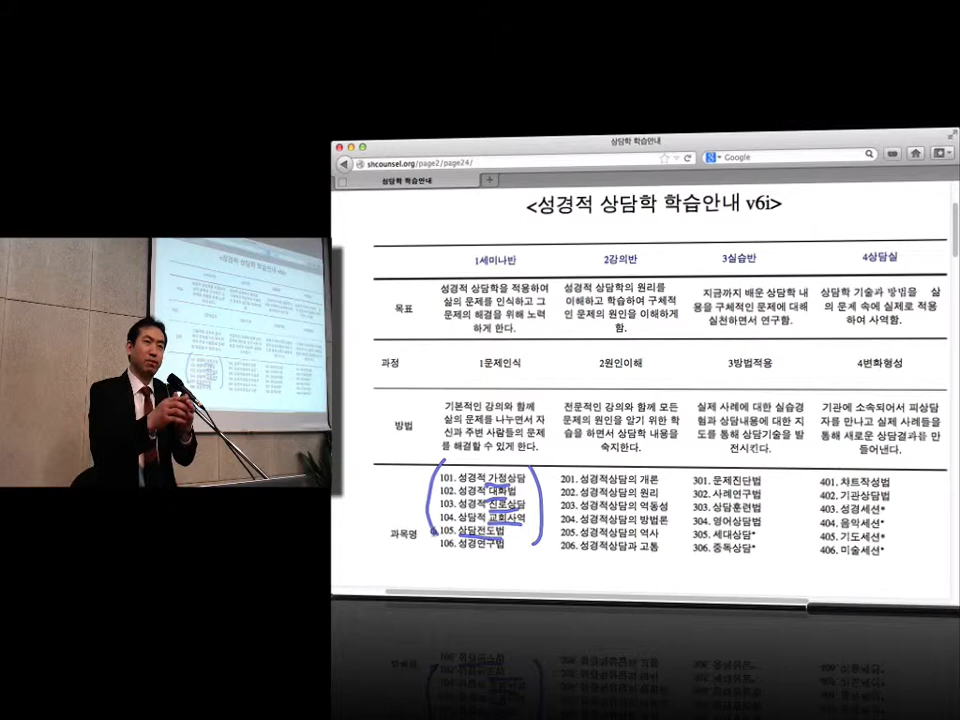 상담학 학습안내
shcounsel.org/page2/page24/
Google
상담학 학습안내
<성경적 상담학 학습안내 v6i>
1세미나반 2강의반 3실습반 4상담실
목표
성경적 상담학을 적용하여
삶의 문제를 인식하고 그
문제의 해결을 위해 노력
하게 한다.
성경적 상담학의 원리를
이해하고 학습하여 구체적
인 문제의 원인을 이해하게
함.
지금까지 배운 상담학 내
용을 구체적인 문제에 대해
실천하면서 연구함.
상담학 기술과 방법을 삶
의 문제 속에 실제로 적용
하여 사역함.
과정 1문제인식 2원인이해 3방법적용 4변화형성
방법
기본적인 강의와 함께
문제를 나누면서 자
신과 주변 사람들의 문제
를 해결할 수 있게 한다.
전문적인 강의와 함께 모든
문제의 원인을 알기 위한 학
습을 하면서 상담학 내용을
숙지한다.
실제 사례에 대한 실습경
험과 상담내용에 대한 지
도를 통해 상담기술을 발
전시킨다.
기관에 소속되어서 피상담
자를 만나고 실제 사례들을
통해 새로운 상담결과를 만
들어낸다.
과목명
101. 성경적 가정상담
102. 성경적 대화법
103. 성경적 진로상담
104. 상담적 교회사역
105. 상담전도법
106. 성경연구법
201. 성경적상담의 개론
202. 성경적상담의 원리
203. 성경적상담의 역동성
204. 성경적상담의 방법론
205. 성경적상담의 역사
206. 성경적상담과 고통
301. 문제진단법
302. 사례연구법
303. 상담훈련법
304. 영어상담법
305. 세대상담*
306. 중독상담*
401. 차트작성법
402. 기관상담법
403. 성경세션*
404. 음악세션*
405. 기도세션*
406. 미술세션*